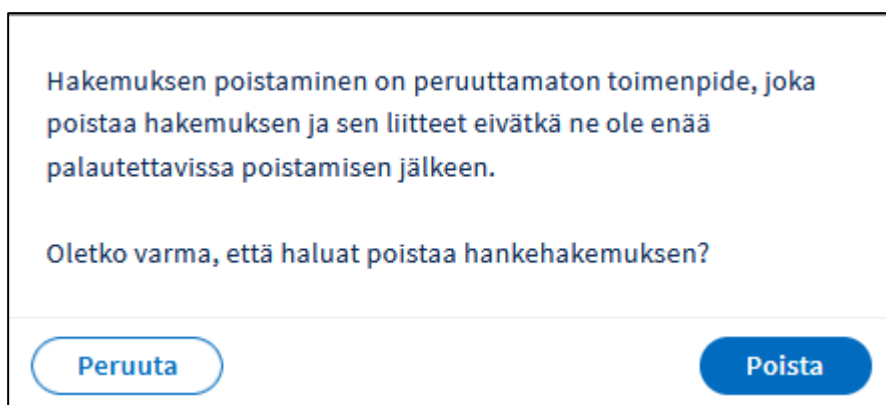 Hakemuksen poistaminen on peruuttamaton toimenpide, joka
poistaa hakemuksen ja sen liitteet eivätkä ne ole enää
palautettavissa poistamisen jälkeen.
Oletko varma, että haluat poistaa hankehakemuksen?
Peruuta
Poista